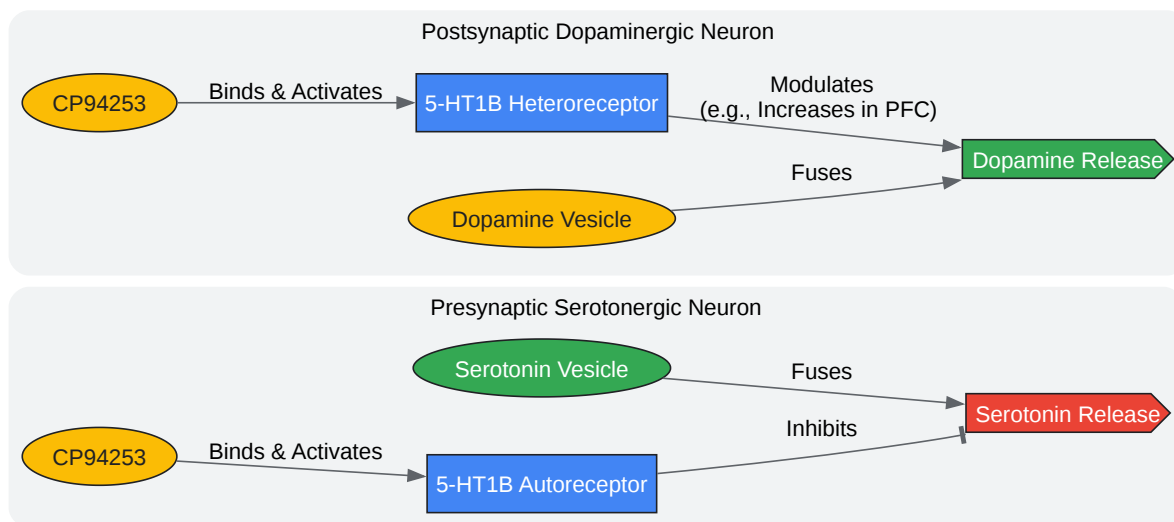 Postsynaptic Dopaminergic Neuron
CP94253
Binds & Activates
5-HT1B Heteroreceptor
Modulates
(e.g., Increases in PFC)
Dopamine Release
Fuses
Dopamine Vesicle
Presynaptic Serotonergic Neuron
Serotonin Vesicle
Fuses
Serotonin Release
Inhibits
CP94253
Binds & Activates
5-HT1B Autoreceptor